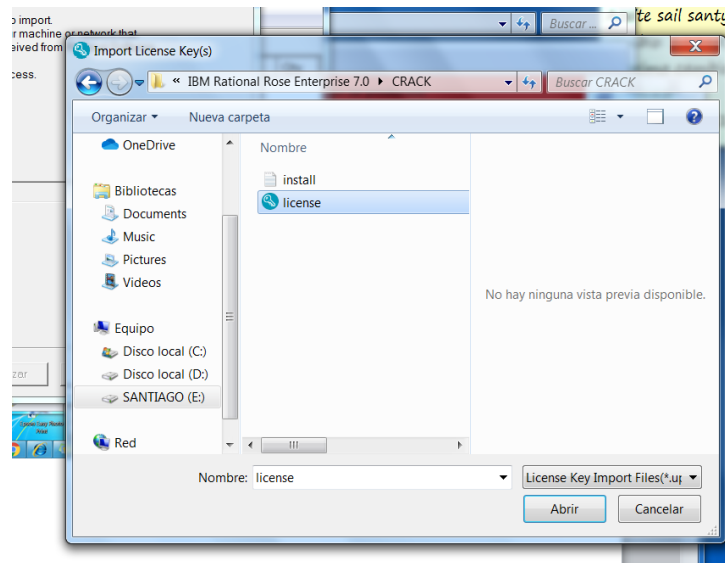 o import.
r machine or network that
eived from
cess.
Buscar ...
te sail santy
Import License Key(s)
« IBM Rational Rose Enterprise 7.0 ▸ CRACK
Buscar CRACK
Organizar
Nueva carpeta
OneDrive
Bibliotecas
Documents
Music
Pictures
Videos
Equipo
Disco local (C:)
Disco local (D:)
SANTIAGO (E:)
Red
Nombre
install
license
No hay ninguna vista previa disponible.
zar
Nombre: license
License Key Import Files(*.up
Abrir
Cancelar